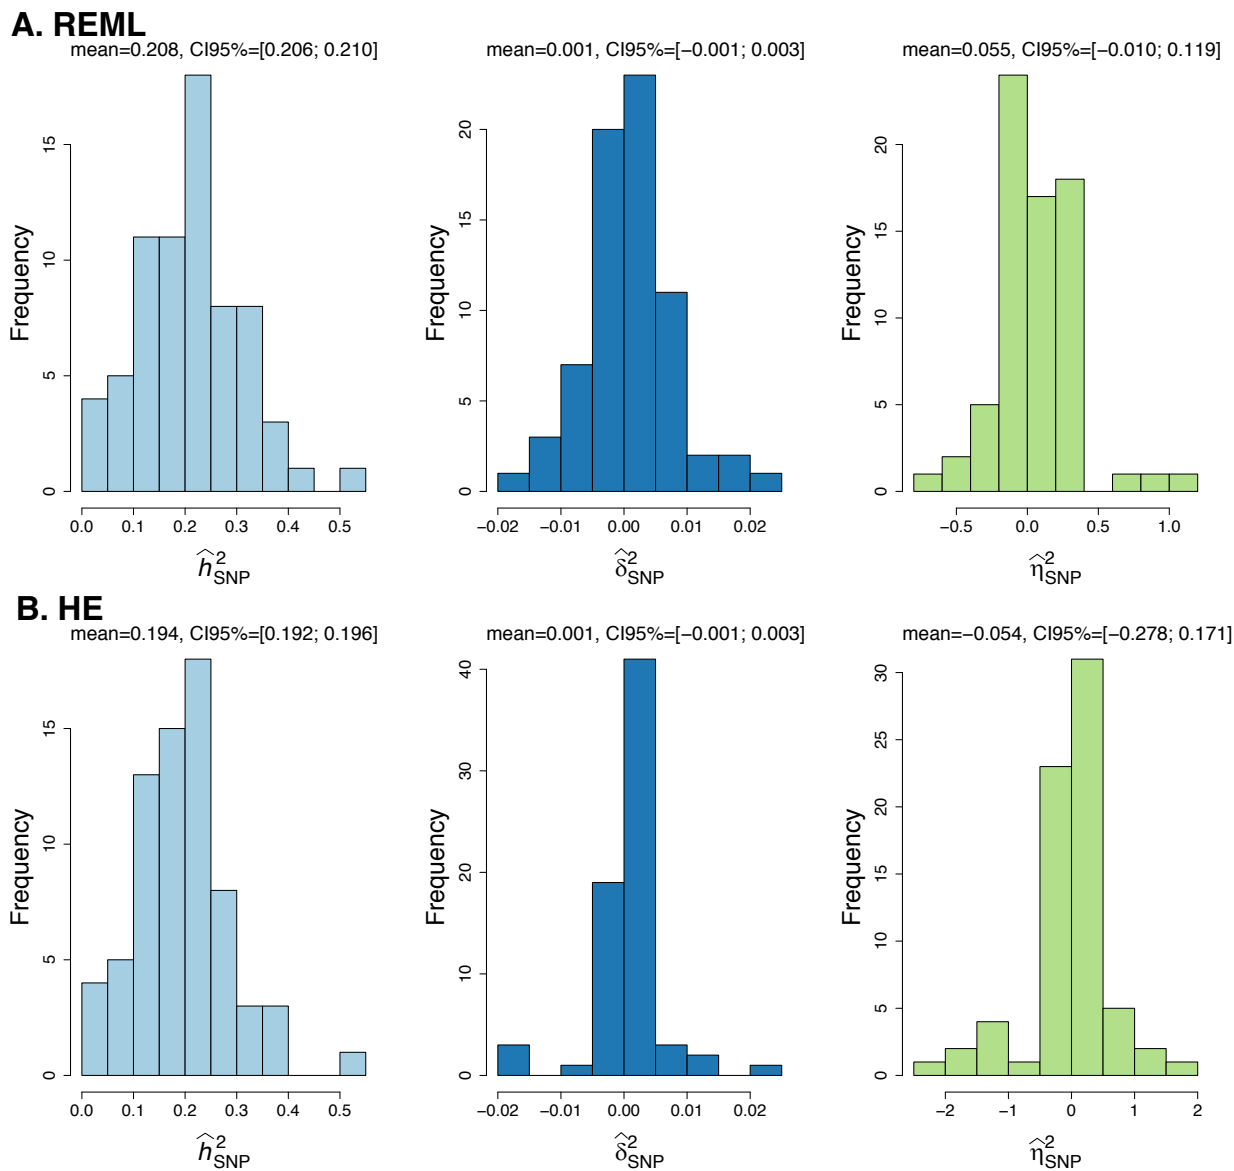 A. REML
mean=0.208, CI95%=[0.206; 0.210]
Frequency
0 5 10 15
0.0 0.1 0.2 0.3 0.4 0.5
ĥ²SNP
mean=0.001, CI95%=[−0.001; 0.003]
Frequency
0 5 10 15 20
−0.02 −0.01 0.00 0.01 0.02
δ̂²SNP
mean=0.055, CI95%=[−0.010; 0.119]
Frequency
0 5 10 15 20
−0.5 0.0 0.5 1.0
η̂²SNP
B. HE
mean=0.194, CI95%=[0.192; 0.196]
Frequency
0 5 10 15
0.0 0.1 0.2 0.3 0.4 0.5
ĥ²SNP
mean=0.001, CI95%=[−0.001; 0.003]
Frequency
0 10 20 30 40
−0.02 −0.01 0.00 0.01 0.02
δ̂²SNP
mean=−0.054, CI95%=[−0.278; 0.171]
Frequency
0 5 10 15 20 25 30
−2 −1 0 1 2
η̂²SNP